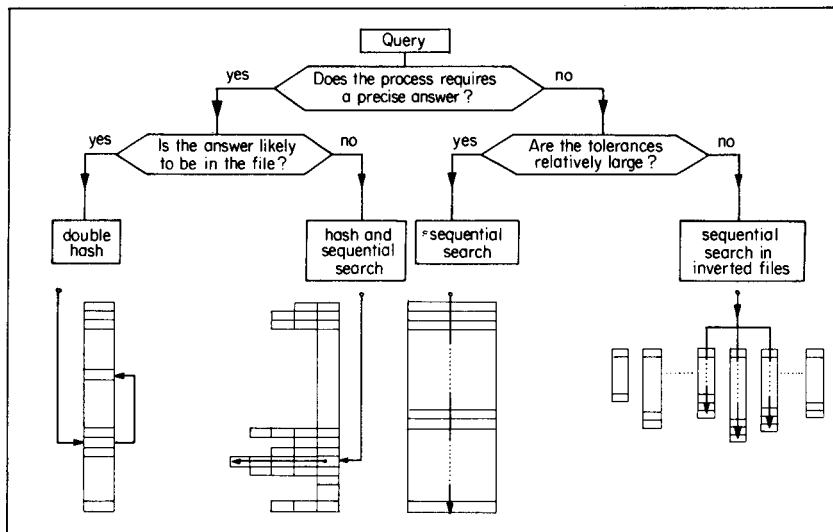 Query
Does the process requires
a precise answer?
yes
no
Is the answer likely
to be in the file?
yes
no
Are the tolerances
relatively large?
yes
no
double
hash
hash and
sequential
search
sequential
search
sequential
search in
inverted files